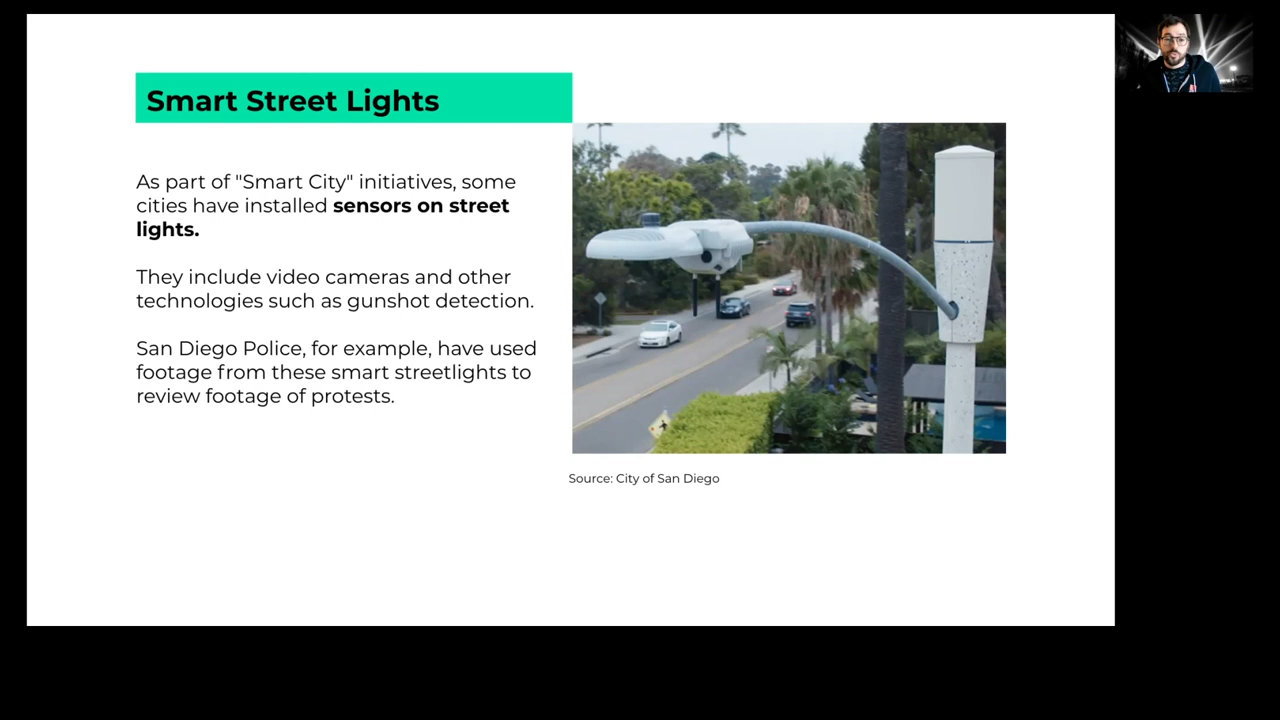 Smart Street Lights
As part of "Smart City" initiatives, some
cities have installed sensors on street
lights.
They include video cameras and other
technologies such as gunshot detection.
San Diego Police, for example, have used
footage from these smart streetlights to
review footage of protests.
Source: City of San Diego